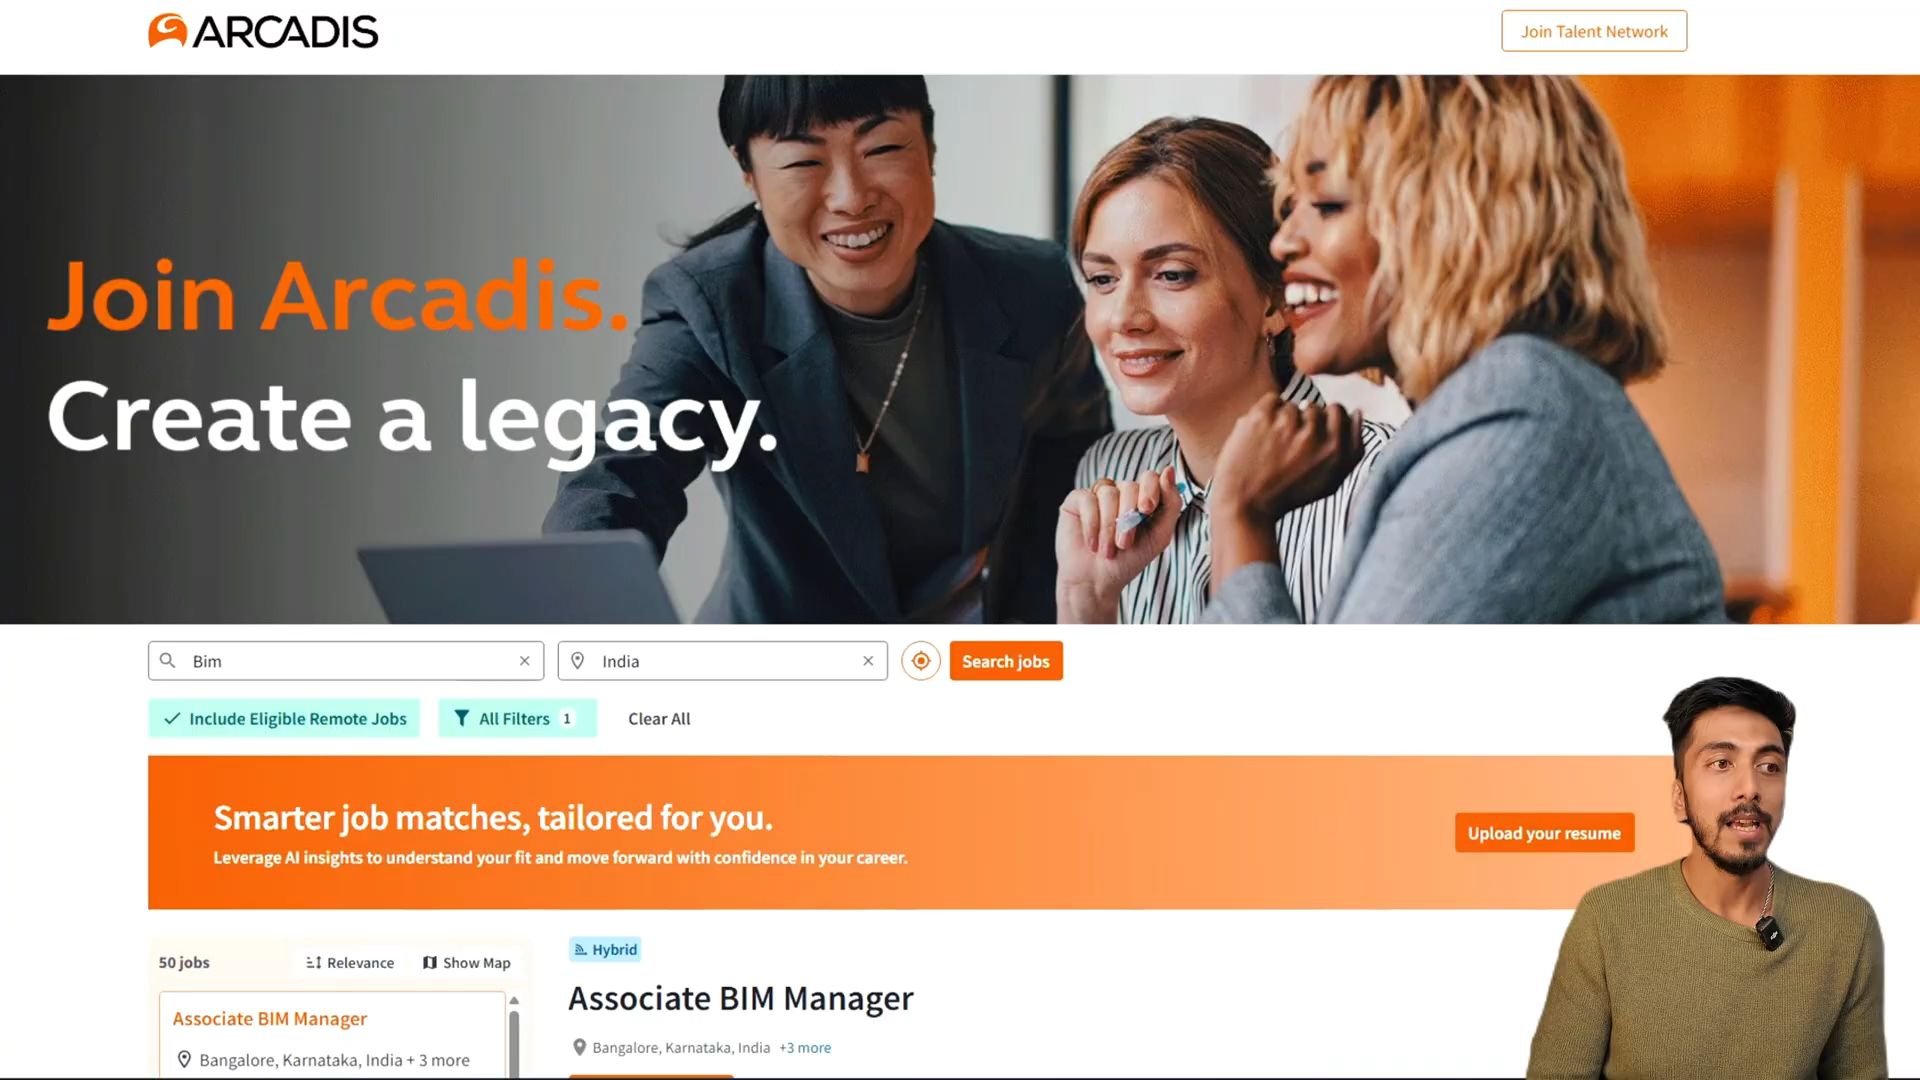 ARCADIS
Join Talent Network
Join Arcadis.
Create a legacy.
Bim
India
Search jobs
Include Eligible Remote Jobs
All Filters 1
Clear All
Smarter job matches, tailored for you.
Leverage AI insights to understand your fit and move forward with confidence in your career.
Upload your resume
50 jobs
Relevance
Show Map
Associate BIM Manager
Bangalore, Karnataka, India + 3 more
Hybrid
Associate BIM Manager
Bangalore, Karnataka, India +3 more